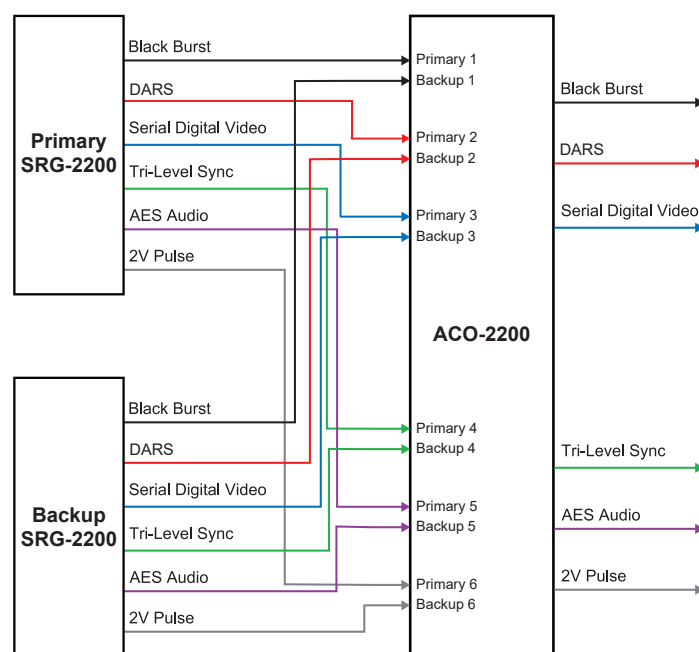 Primary
SRG-2200
Black Burst
DARS
Serial Digital Video
Tri-Level Sync
AES Audio
2V Pulse
Backup
SRG-2200
Black Burst
DARS
Serial Digital Video
Tri-Level Sync
AES Audio
2V Pulse
ACO-2200
Primary 1
Backup 1
Primary 2
Backup 2
Primary 3
Backup 3
Primary 4
Backup 4
Primary 5
Backup 5
Primary 6
Backup 6
Black Burst
DARS
Serial Digital Video
Tri-Level Sync
AES Audio
2V Pulse